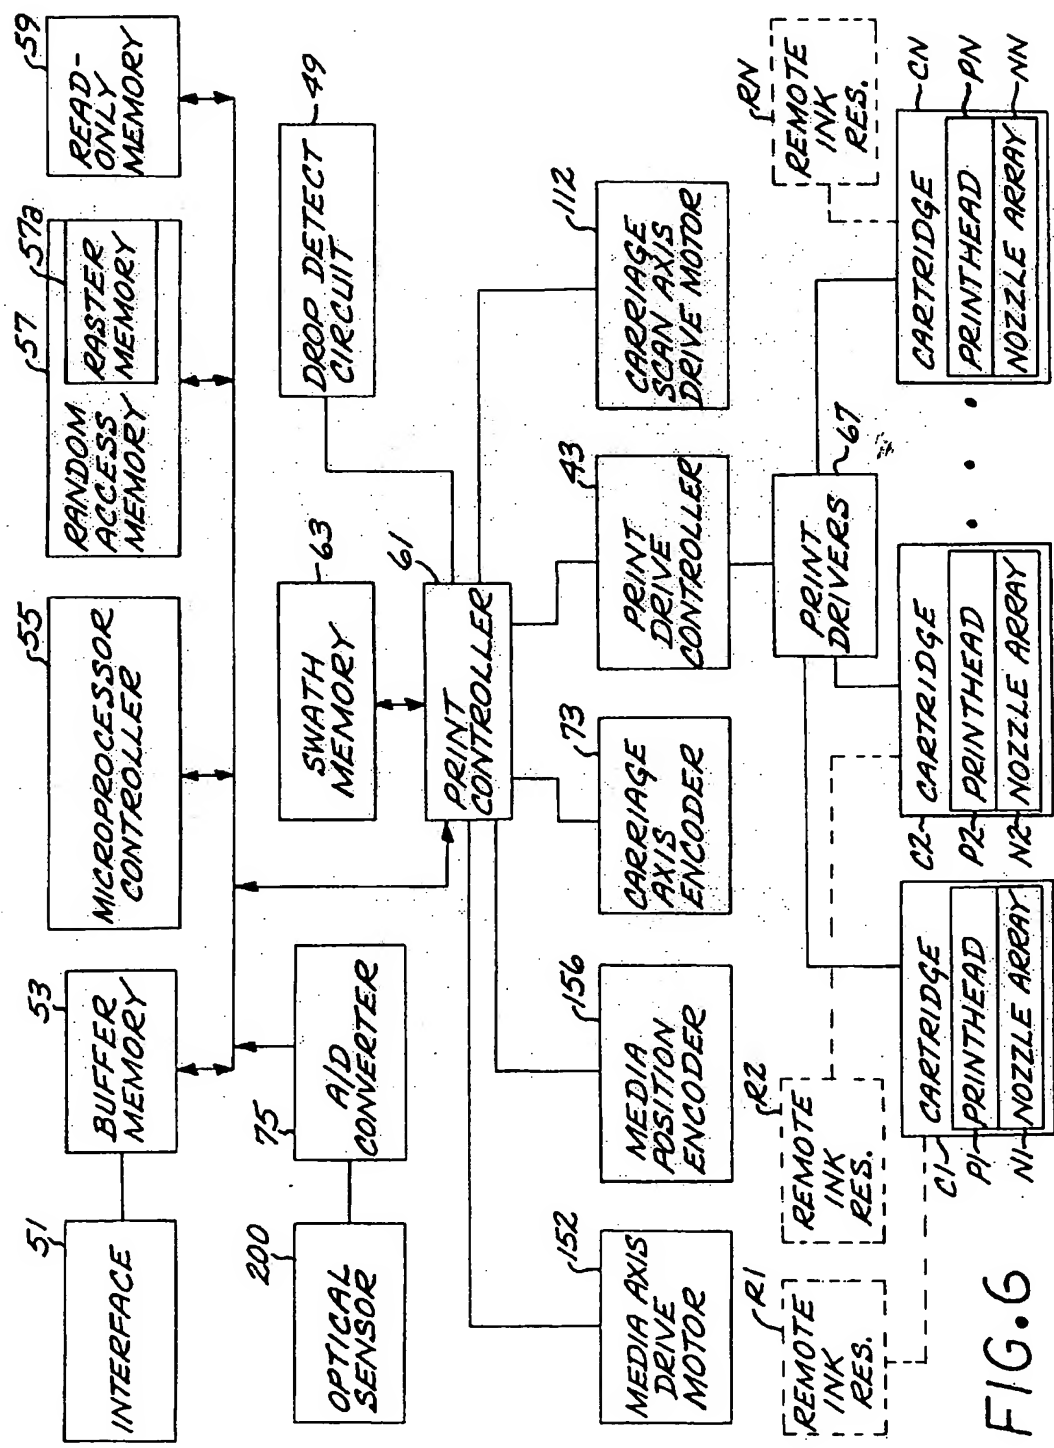 51
INTERFACE
53
BUFFER
MEMORY
55
MICROPROCESSOR
CONTROLLER
57
57a
RANDOM
ACCESS
MEMORY
RASTER
MEMORY
59
READ-
ONLY
MEMORY
200
OPTICAL
SENSOR
75
A/D
CONVERTER
63
SWATH
MEMORY
49
DROP DETECT
CIRCUIT
61
PRINT
CONTROLLER
152
MEDIA AXIS
DRIVE
MOTOR
156
MEDIA
POSITION
ENCODER
73
CARRIAGE
AXIS
ENCODER
43
PRINT
DRIVE
CONTROLLER
112
CARRIAGE
SCAN AXIS
DRIVE MOTOR
R1
REMOTE
INK
RES.
R2
REMOTE
INK
RES.
67
PRINT
DRIVERS
RN
REMOTE
INK
RES.
C1
CARTRIDGE
P1
PRINTHEAD
N1
NOZZLE ARRAY
C2
CARTRIDGE
P2
PRINTHEAD
N2
NOZZLE ARRAY
CARTRIDGE
CN
PRINTHEAD
PN
NOZZLE ARRAY
NN
FIG.6